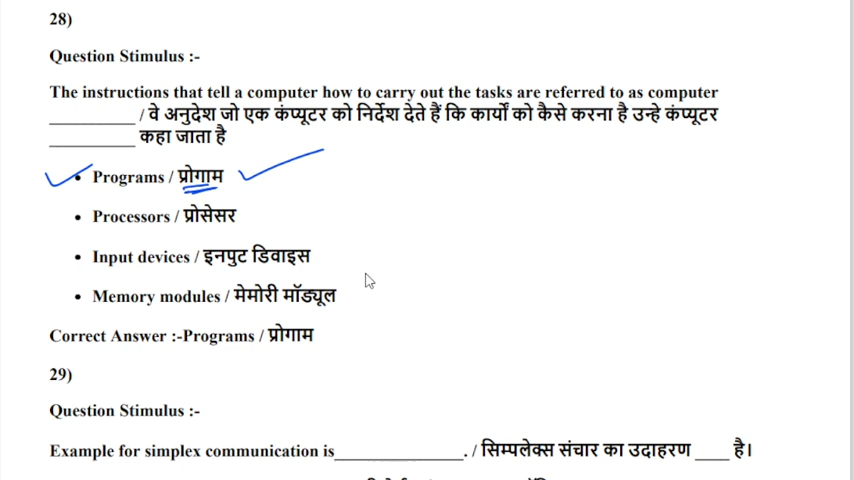 28)
Question Stimulus :-
The instructions that tell a computer how to carry out the tasks are referred to as computer
__________ / वे अनुदेश जो एक कंप्यूटर को निर्देश देते हैं कि कार्यों को कैसे करना है उन्हे कंप्यूटर
__________ कहा जाता है
• Programs / प्रोगाम
• Processors / प्रोसेसर
• Input devices / इनपुट डिवाइस
• Memory modules / मेमोरी मॉड्यूल
Correct Answer :-Programs / प्रोगाम
29)
Question Stimulus :-
Example for simplex communication is_______________. / सिम्पलेक्स संचार का उदाहरण ____ है।